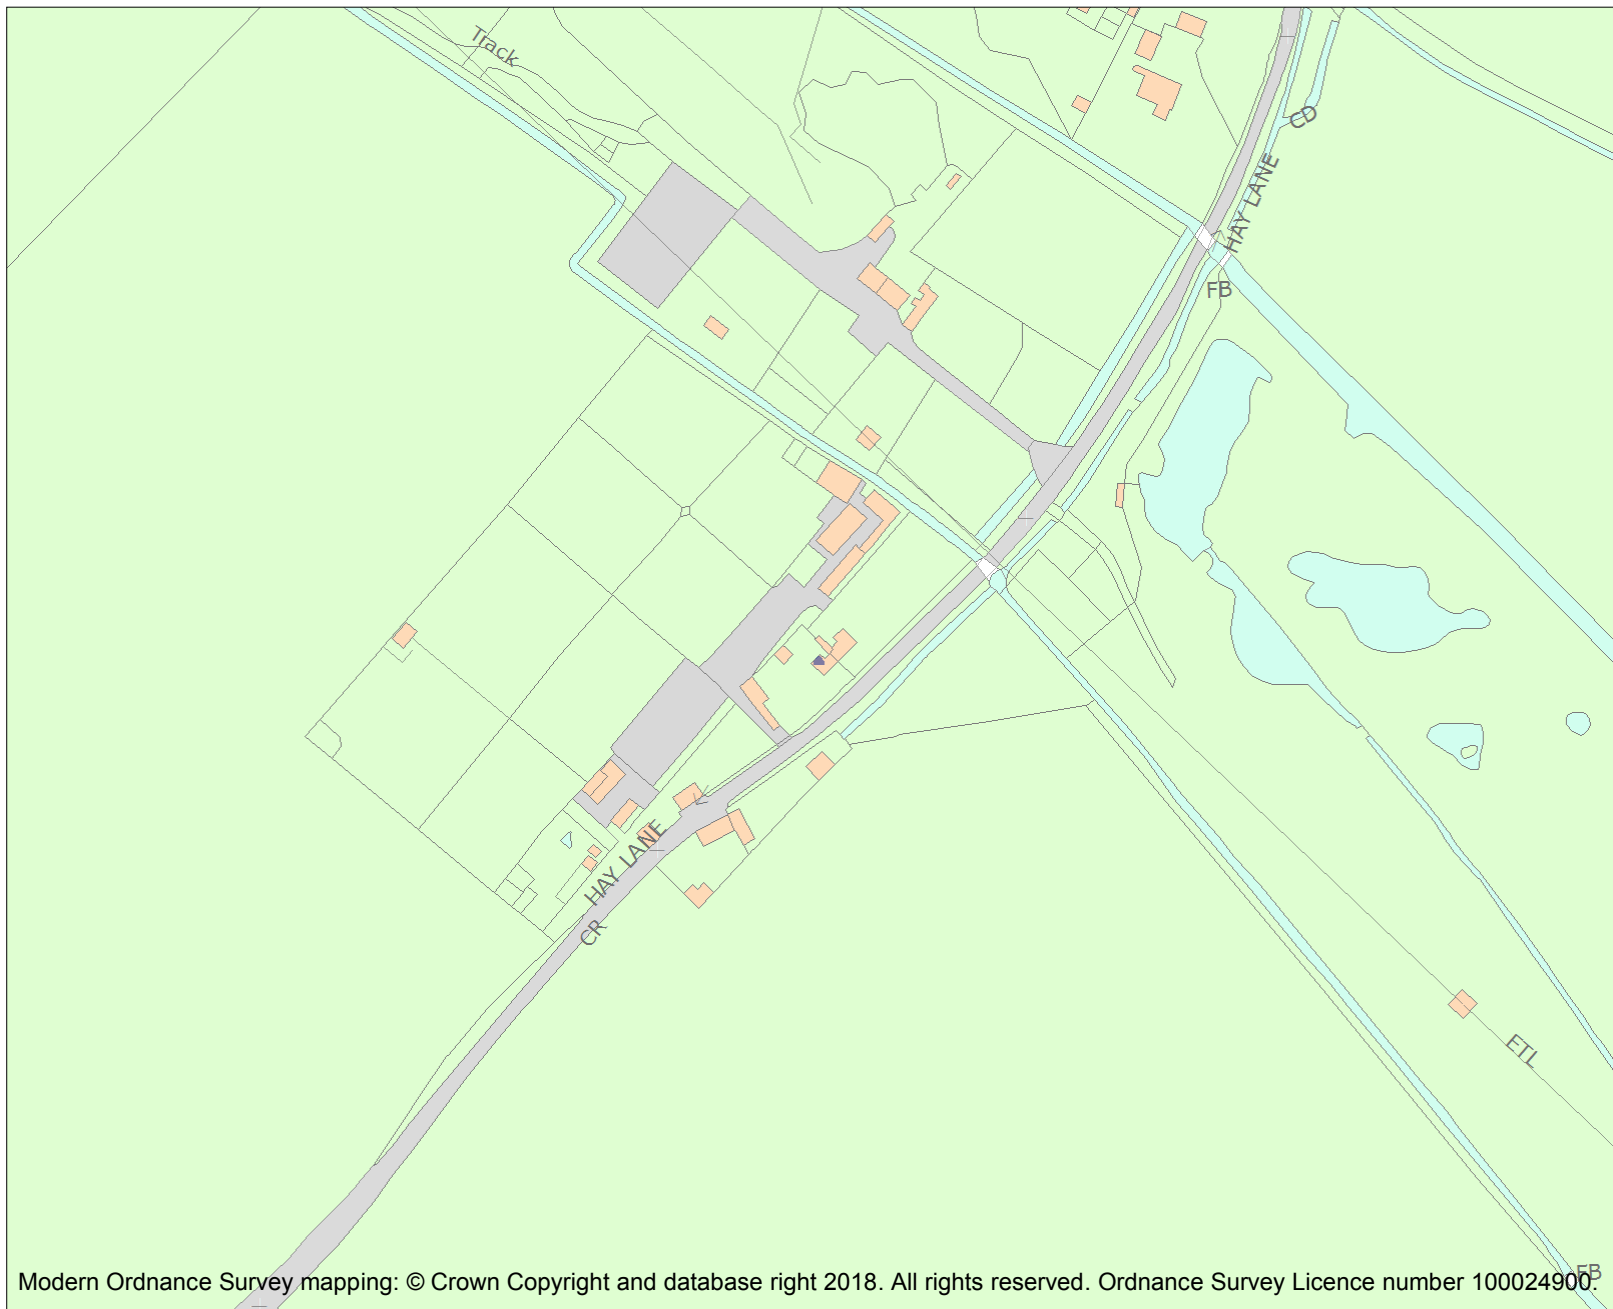 Track
CD
HAY LANE
FB
HAY LANE
CR
ETL
FB
Modern Ordnance Survey mapping: © Crown Copyright and database right 2018. All rights reserved. Ordnance Survey Licence number 100024900.